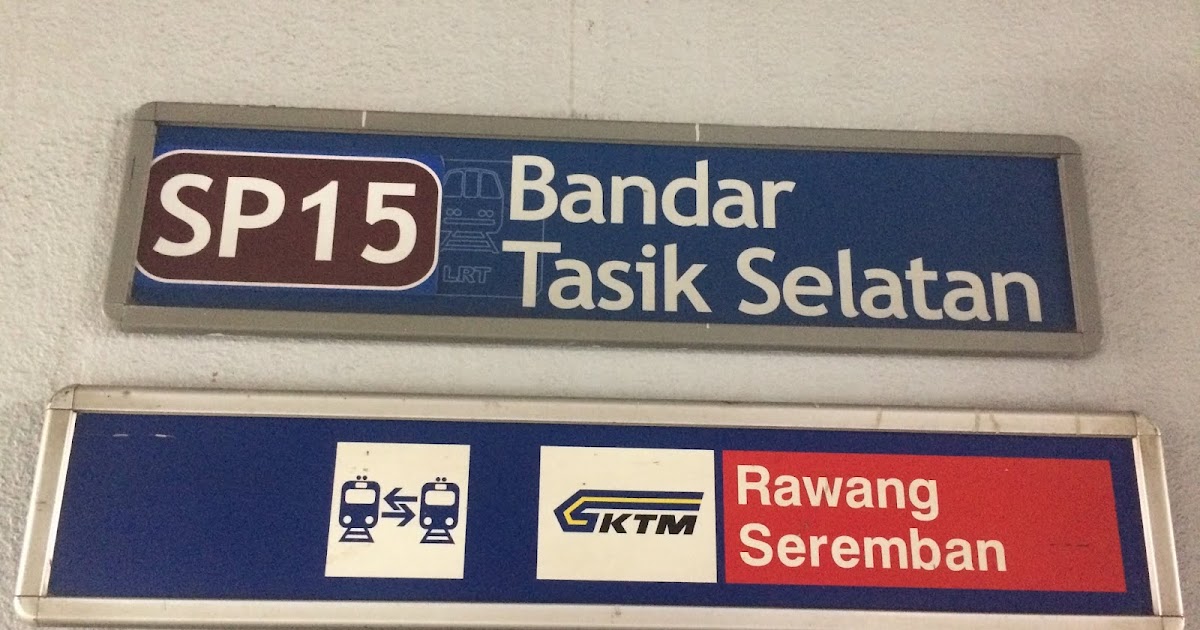 SP15
LRT
Bandar
Tasik Selatan
KTM
Rawang
Seremban